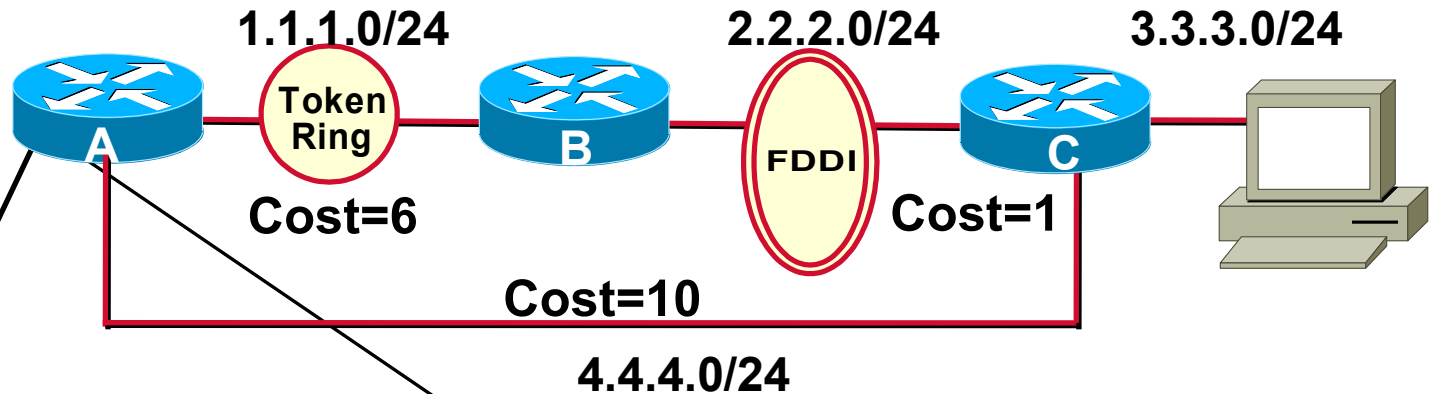 1.1.1.0/24
2.2.2.0/24
3.3.3.0/24
Token
Ring
A
B
FDDI
C
Cost=6
Cost=1
Cost=10
4.4.4.0/24